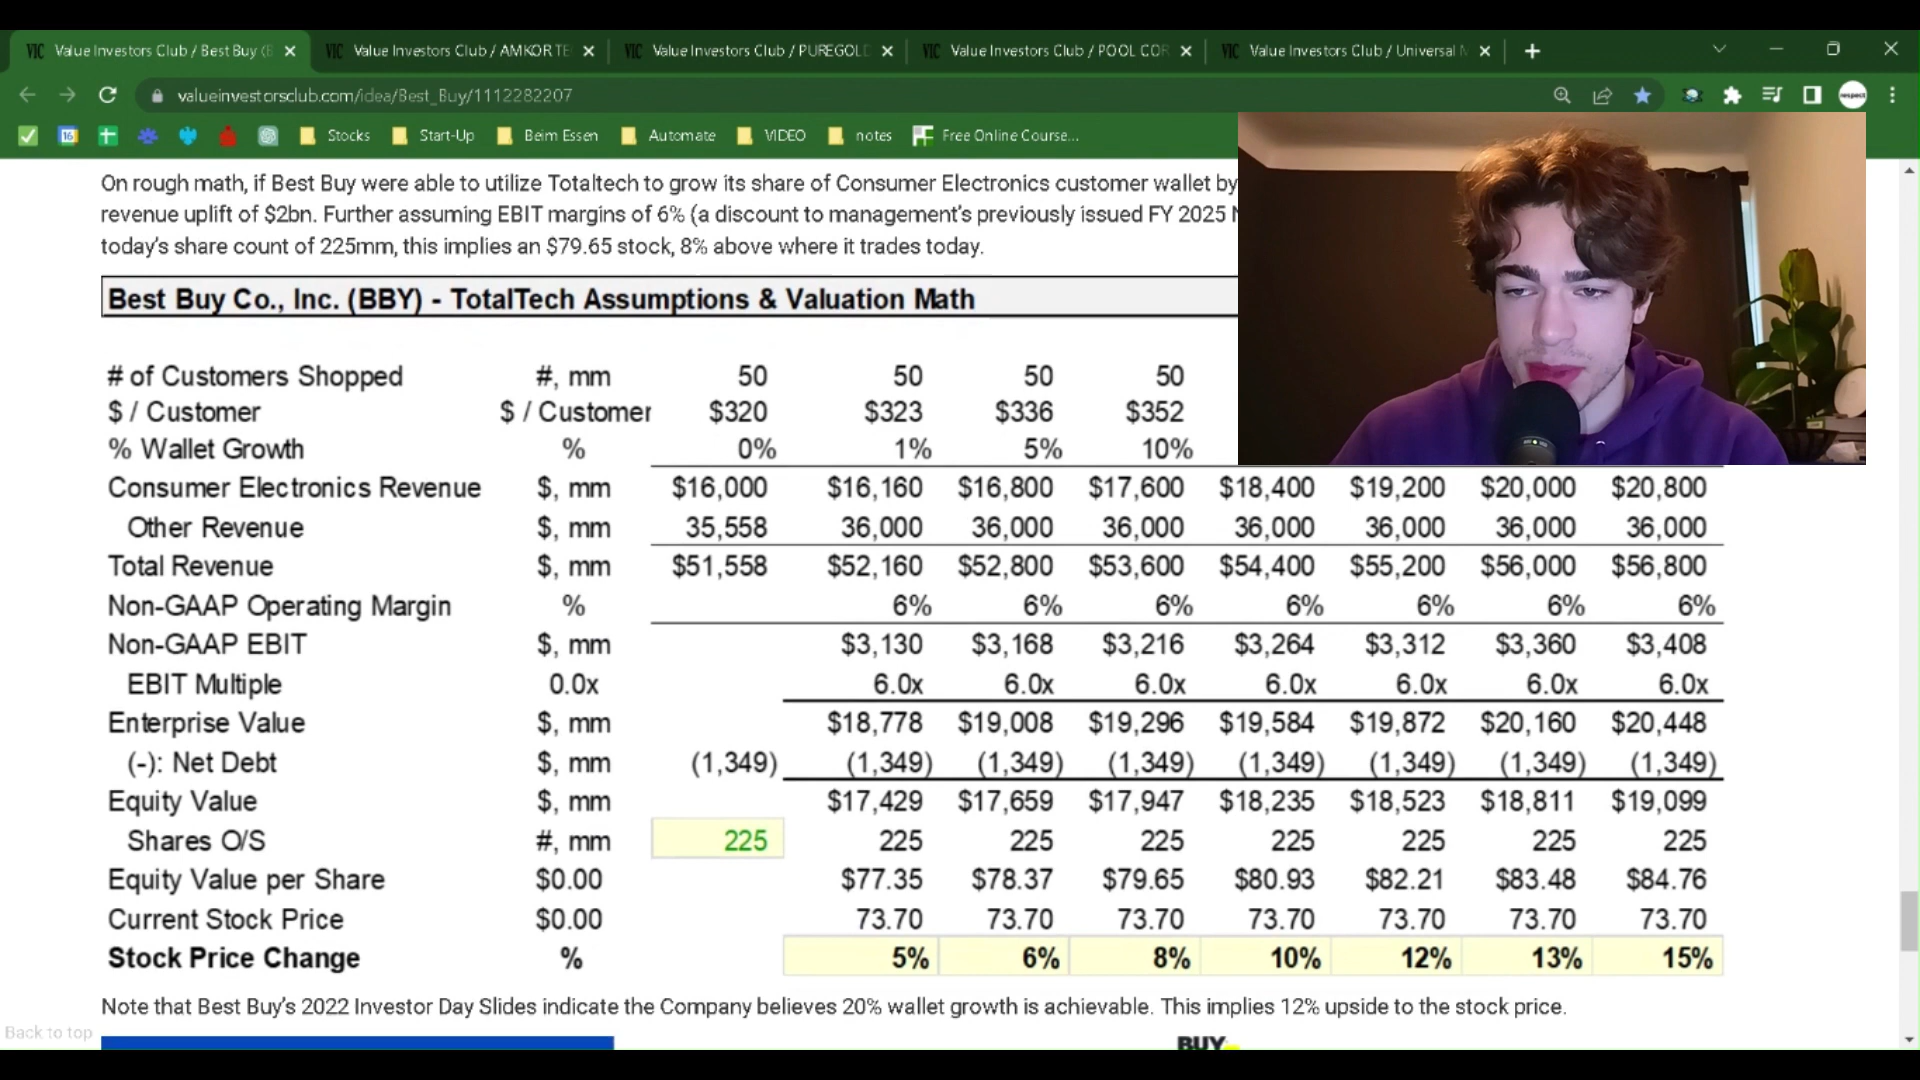 VIC Value Investors Club / Best Buy (B
VIC Value Investors Club / AMKOR TE
VIC Value Investors Club / PUREGOLD
VIC Value Investors Club / POOL COR
VIC Value Investors Club / Universal M
valueinvestorsclub.com/idea/Best_Buy/1112282207
respect
16
Stocks
Start-Up
Beim Essen
Automate
VIDEO
notes
Free Online Course...
On rough math, if Best Buy were able to utilize Totaltech to grow its share of Consumer Electronics customer wallet by
revenue uplift of $2bn. Further assuming EBIT margins of 6% (a discount to management's previously issued FY 2025
today's share count of 225mm, this implies an $79.65 stock, 8% above where it trades today.
Best Buy Co., Inc. (BBY) - TotalTech Assumptions & Valuation Math
# of Customers Shopped #, mm 50 50 50 50
$ / Customer $ / Customer $320 $323 $336 $352
% Wallet Growth % 0% 1% 5% 10%
Consumer Electronics Revenue $, mm $16,000 $16,160 $16,800 $17,600 $18,400 $19,200 $20,000 $20,800
Other Revenue $, mm 35,558 36,000 36,000 36,000 36,000 36,000 36,000 36,000
Total Revenue $, mm $51,558 $52,160 $52,800 $53,600 $54,400 $55,200 $56,000 $56,800
Non-GAAP Operating Margin % 6% 6% 6% 6% 6% 6% 6%
Non-GAAP EBIT $, mm $3,130 $3,168 $3,216 $3,264 $3,312 $3,360 $3,408
EBIT Multiple 0.0x 6.0x 6.0x 6.0x 6.0x 6.0x 6.0x 6.0x
Enterprise Value $, mm $18,778 $19,008 $19,296 $19,584 $19,872 $20,160 $20,448
(-): Net Debt $, mm (1,349) (1,349) (1,349) (1,349) (1,349) (1,349) (1,349) (1,349)
Equity Value $, mm $17,429 $17,659 $17,947 $18,235 $18,523 $18,811 $19,099
Shares O/S #, mm 225 225 225 225 225 225 225 225
Equity Value per Share $0.00 $77.35 $78.37 $79.65 $80.93 $82.21 $83.48 $84.76
Current Stock Price $0.00 73.70 73.70 73.70 73.70 73.70 73.70 73.70
Stock Price Change % 5% 6% 8% 10% 12% 13% 15%
Note that Best Buy's 2022 Investor Day Slides indicate the Company believes 20% wallet growth is achievable. This implies 12% upside to the stock price.
Back to top
BUY